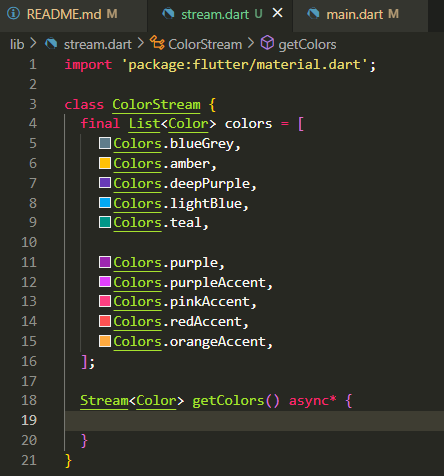 README.md M stream.dart U main.dart M
lib > stream.dart > ColorStream > getColors
1 import 'package:flutter/material.dart';
2
3 class ColorStream {
4 final List<Color> colors = [
5 Colors.blueGrey,
6 Colors.amber,
7 Colors.deepPurple,
8 Colors.lightBlue,
9 Colors.teal,
10
11 Colors.purple,
12 Colors.purpleAccent,
13 Colors.pinkAccent,
14 Colors.redAccent,
15 Colors.orangeAccent,
16 ];
17
18 Stream<Color> getColors() async* {
19
20 }
21 }